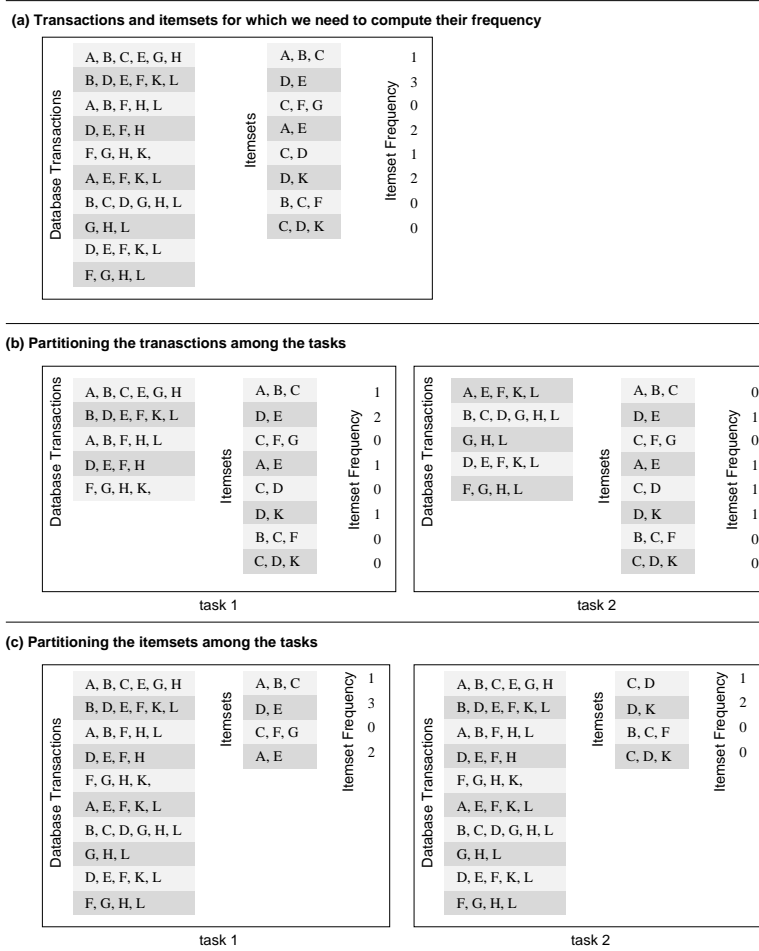 (a) Transactions and itemsets for which we need to compute their frequency
Database Transactions
A, B, C, E, G, H
B, D, E, F, K, L
A, B, F, H, L
D, E, F, H
F, G, H, K,
A, E, F, K, L
B, C, D, G, H, L
G, H, L
D, E, F, K, L
F, G, H, L
Itemsets
A, B, C
D, E
C, F, G
A, E
C, D
D, K
B, C, F
C, D, K
Itemset Frequency
1
3
0
2
1
2
0
0
(b) Partitioning the tranasctions among the tasks
Database Transactions
A, B, C, E, G, H
B, D, E, F, K, L
A, B, F, H, L
D, E, F, H
F, G, H, K,
Itemsets
A, B, C
D, E
C, F, G
A, E
C, D
D, K
B, C, F
C, D, K
Itemset Frequency
1
2
0
1
0
1
0
0
task 1
Database Transactions
A, E, F, K, L
B, C, D, G, H, L
G, H, L
D, E, F, K, L
F, G, H, L
Itemsets
A, B, C
D, E
C, F, G
A, E
C, D
D, K
B, C, F
C, D, K
Itemset Frequency
0
1
0
1
1
1
0
0
task 2
(c) Partitioning the itemsets among the tasks
Database Transactions
A, B, C, E, G, H
B, D, E, F, K, L
A, B, F, H, L
D, E, F, H
F, G, H, K,
A, E, F, K, L
B, C, D, G, H, L
G, H, L
D, E, F, K, L
F, G, H, L
Itemsets
A, B, C
D, E
C, F, G
A, E
Itemset Frequency
1
3
0
2
task 1
Database Transactions
A, B, C, E, G, H
B, D, E, F, K, L
A, B, F, H, L
D, E, F, H
F, G, H, K,
A, E, F, K, L
B, C, D, G, H, L
G, H, L
D, E, F, K, L
F, G, H, L
Itemsets
C, D
D, K
B, C, F
C, D, K
Itemset Frequency
1
2
0
0
task 2